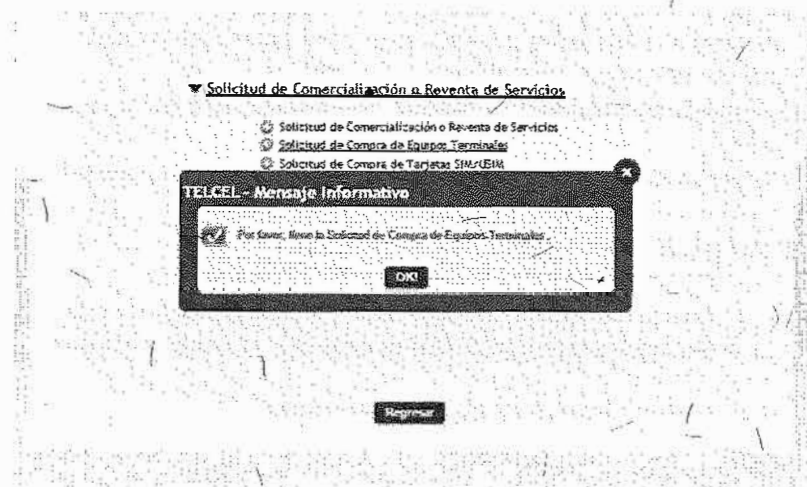 Solicitud de Comercialización o Reventa de Servicios
Solicitud de Comercialización o Reventa de Servicios
Solicitud de Compra de Equipos Terminales
Solicitud de Compra de Tarjetas SIM/USIM
TELCEL - Mensaje Informativo
Por favor, llene la Solicitud de Compra de Equipos Terminales
OK!
Regresar